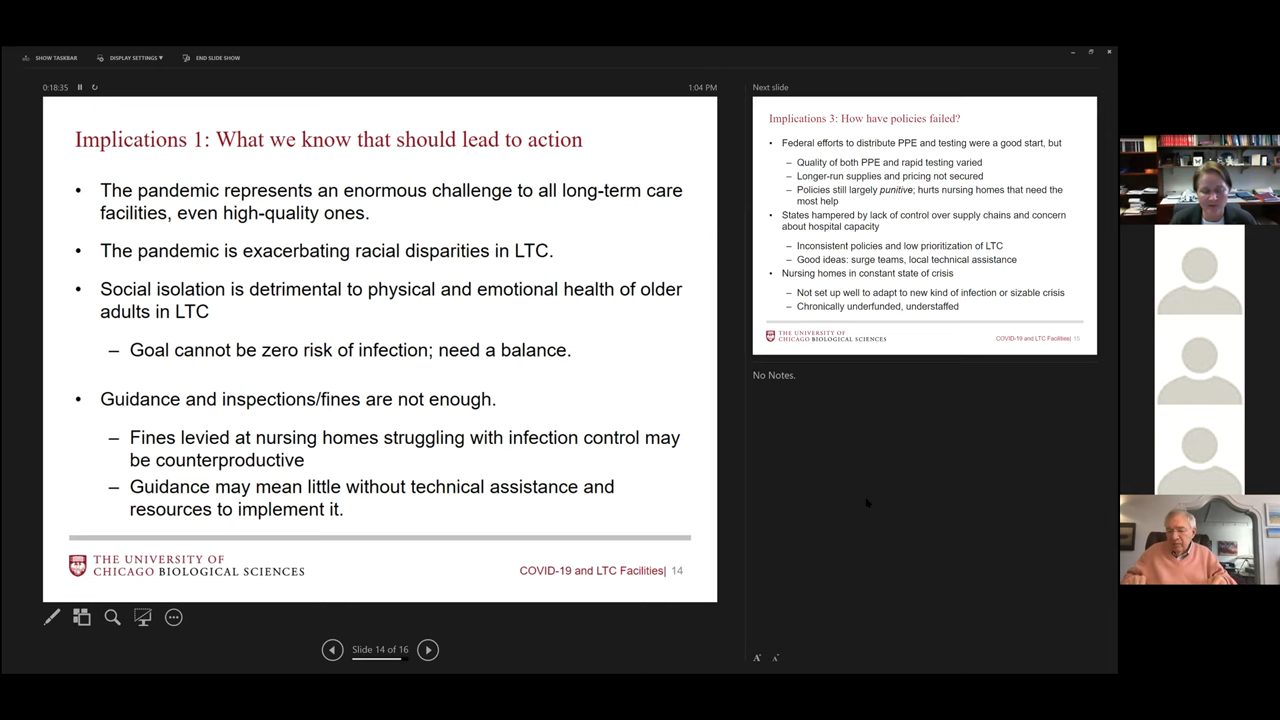 SHOW TASKBAR DISPLAY SETTINGS ▾ END SLIDE SHOW
0:18:35 1:04 PM
Implications 1: What we know that should lead to action
• The pandemic represents an enormous challenge to all long-term care
facilities, even high-quality ones.
• The pandemic is exacerbating racial disparities in LTC.
• Social isolation is detrimental to physical and emotional health of older
adults in LTC
– Goal cannot be zero risk of infection; need a balance.
• Guidance and inspections/fines are not enough.
– Fines levied at nursing homes struggling with infection control may
be counterproductive
– Guidance may mean little without technical assistance and
resources to implement it.
THE UNIVERSITY OF
CHICAGO BIOLOGICAL SCIENCES
COVID-19 and LTC Facilities| 14
Slide 14 of 16
Next slide
Implications 3: How have policies failed?
• Federal efforts to distribute PPE and testing were a good start, but
– Quality of both PPE and rapid testing varied
– Longer-run supplies and pricing not secured
– Policies still largely punitive; hurts nursing homes that need the
most help
• States hampered by lack of control over supply chains and concern
about hospital capacity
– Inconsistent policies and low prioritization of LTC
– Good ideas: surge teams, local technical assistance
• Nursing homes in constant state of crisis
– Not set up well to adapt to new kind of infection or sizable crisis
– Chronically underfunded, understaffed
THE UNIVERSITY OF
CHICAGO BIOLOGICAL SCIENCES
COVID-19 and LTC Facilities| 15
No Notes.
A A